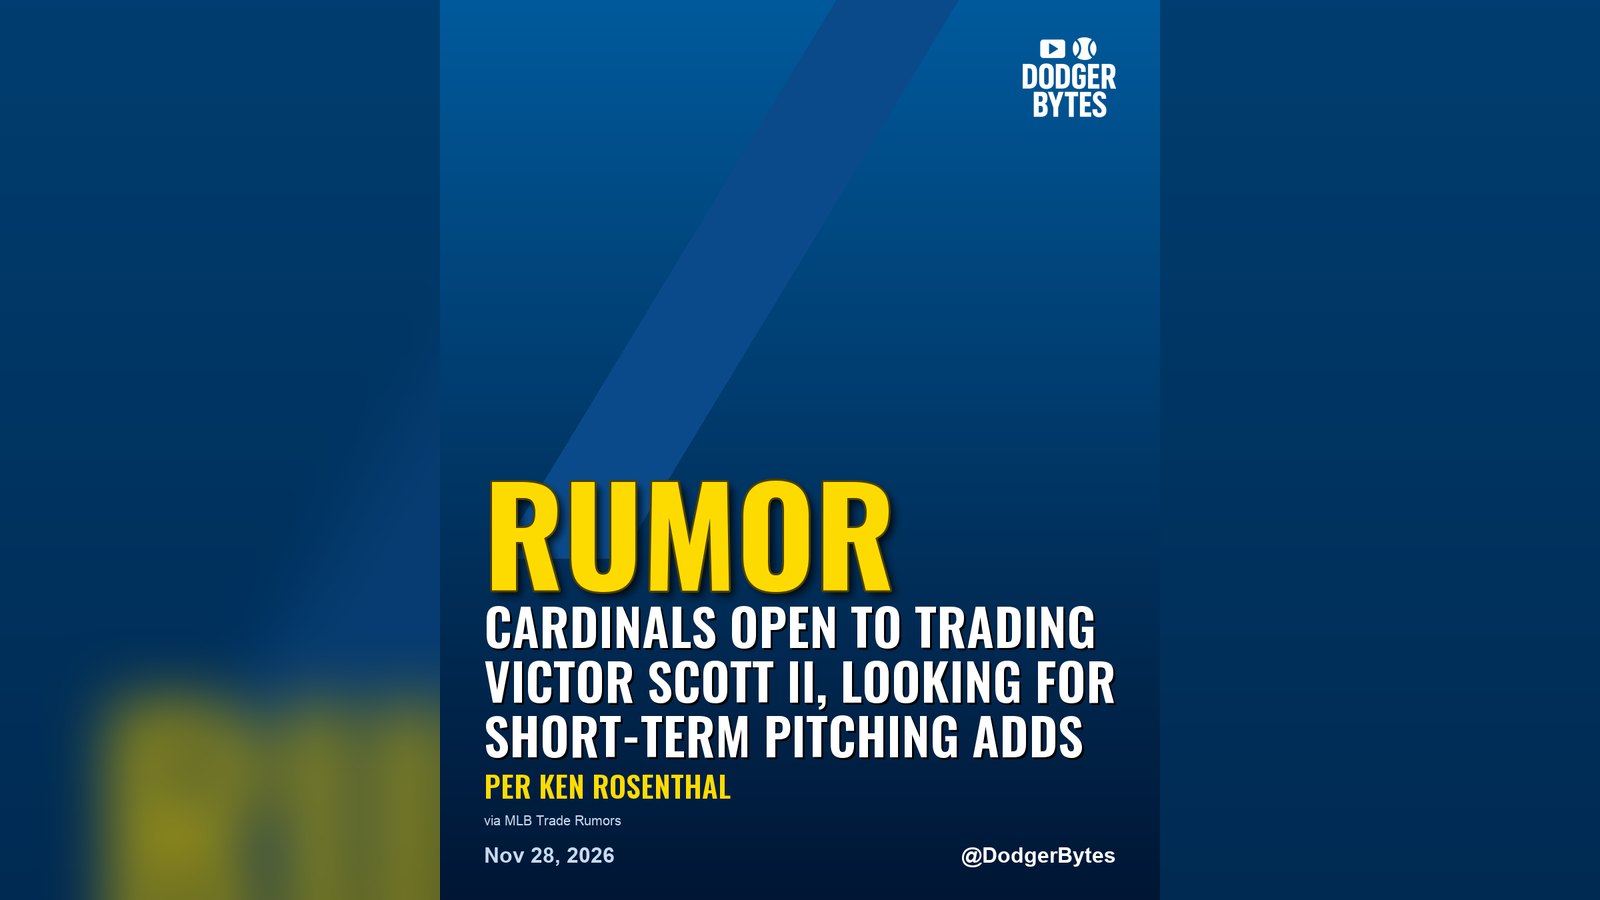 DODGER
BYTES
RUMOR
CARDINALS OPEN TO TRADING
VICTOR SCOTT II, LOOKING FOR
SHORT-TERM PITCHING ADDS
PER KEN ROSENTHAL
via MLB Trade Rumors
Nov 28, 2026
@DodgerBytes